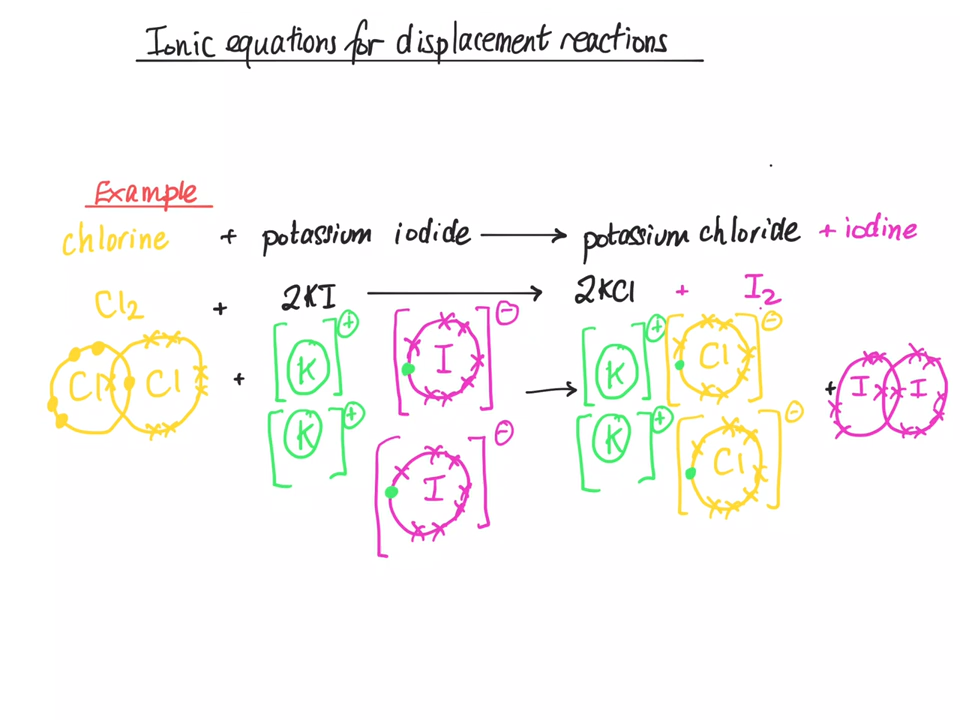 Ionic equations for displacement reactions
Example
chlorine + potassium iodide → potassium chloride + iodine
Cl2 + 2KI → 2KCl + I2
Cl Cl + [K]⊕ [I]⊖ → [K]⊕ [Cl]⊖ + I I
[K]⊕ [I]⊖ [K]⊕ [Cl]⊖